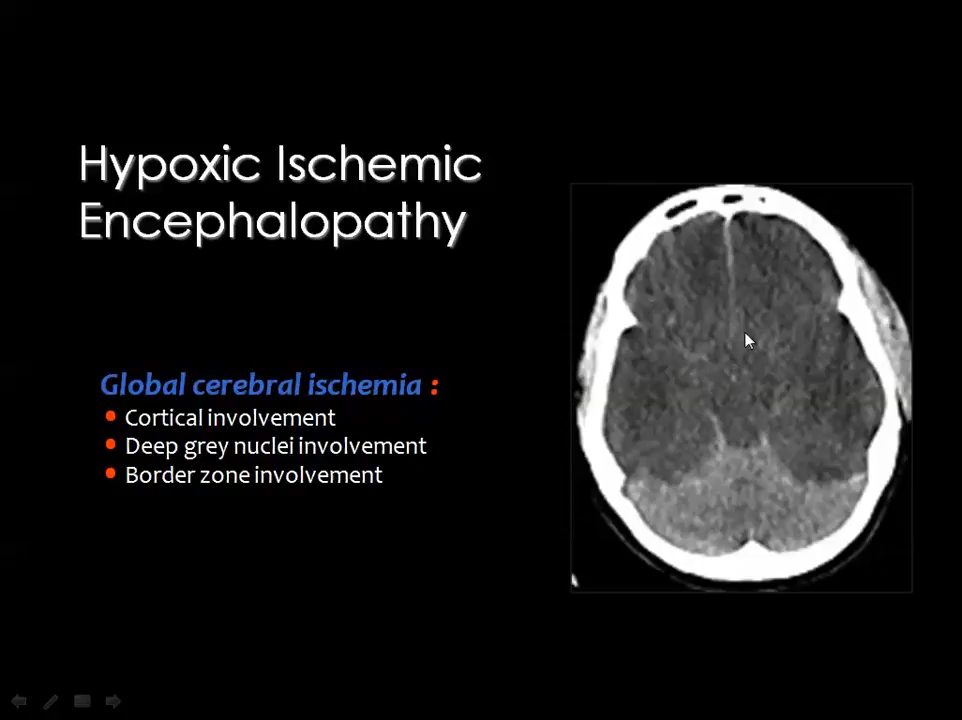 Hypoxic Ischemic
Encephalopathy
Global cerebral ischemia :
• Cortical involvement
• Deep grey nuclei involvement
• Border zone involvement